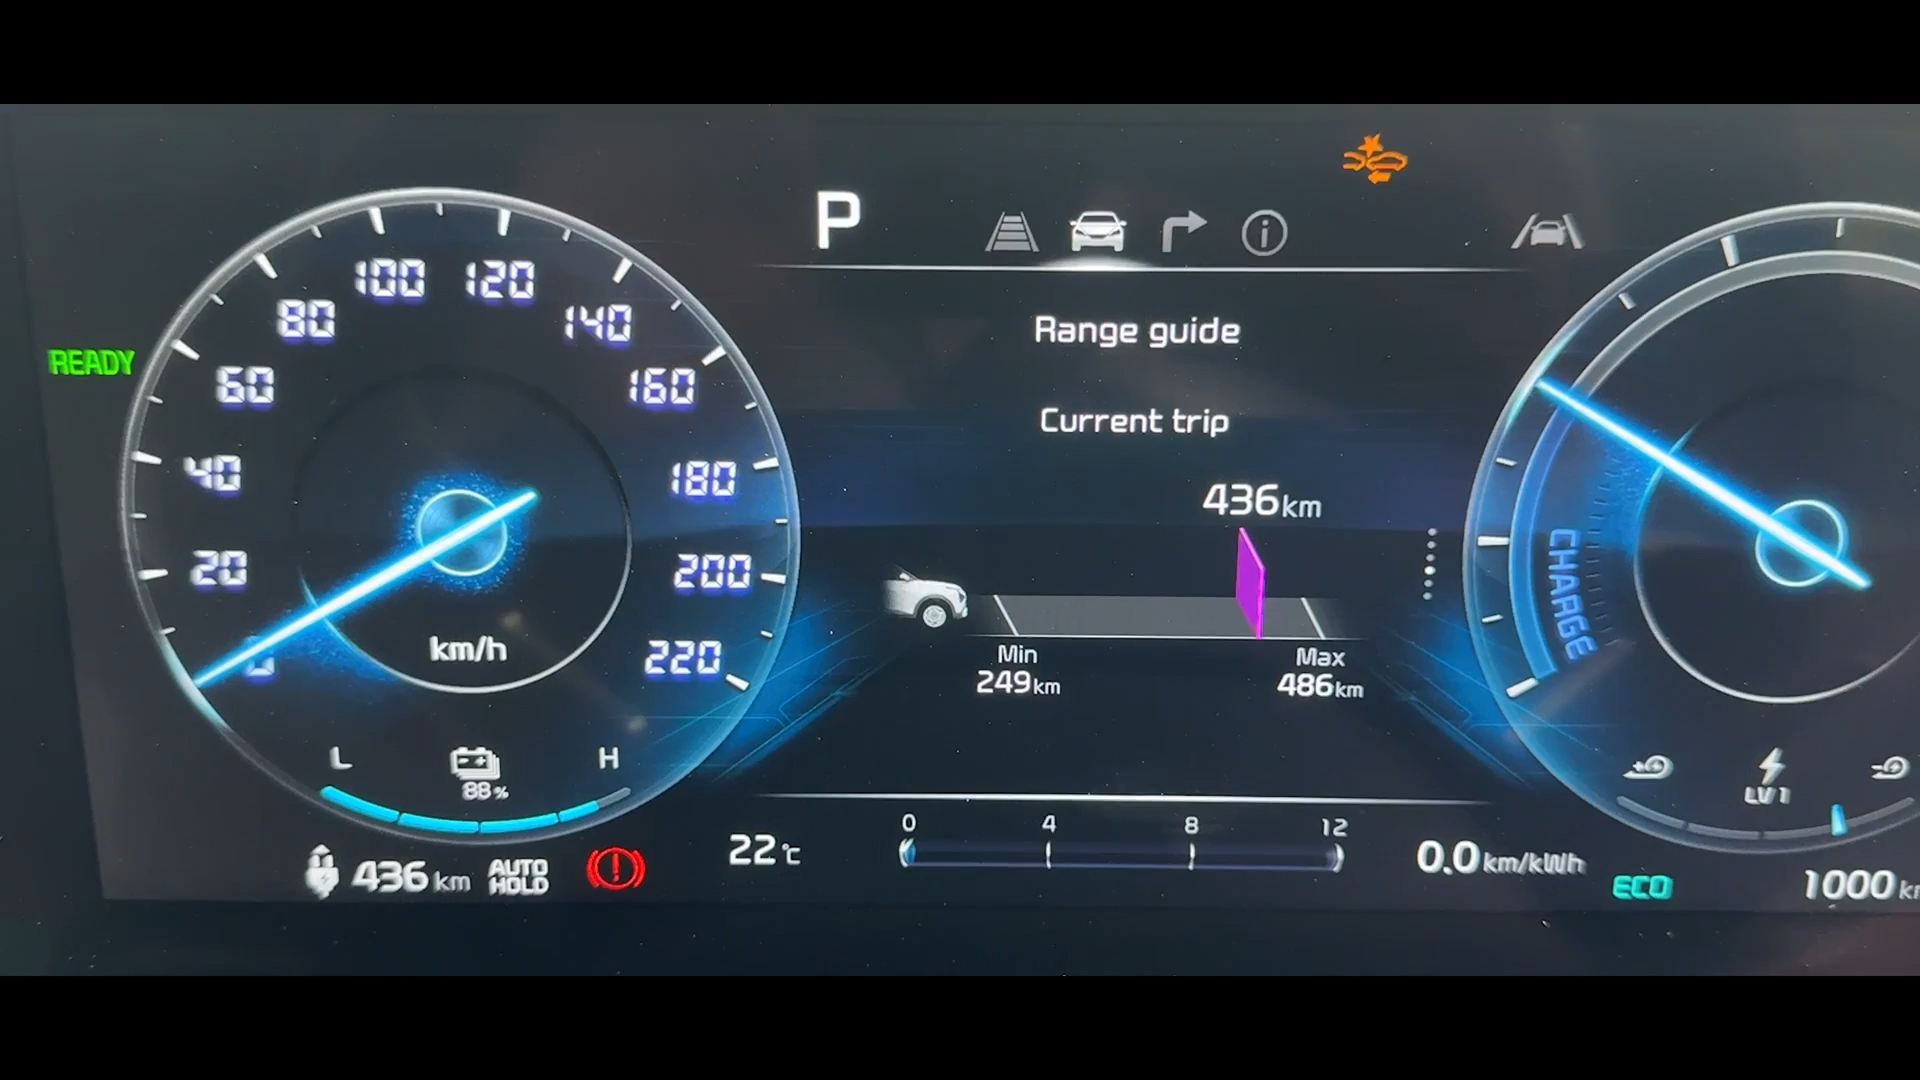 P
READY
0
20
40
60
80
100
120
140
160
180
200
220
km/h
L
H
88%
436 km
AUTO
HOLD
Range guide
Current trip
436km
Min
249km
Max
486km
22°C
0 4 8 12
0.0 km/kWh
CHARGE
LV 1
ECO
1000